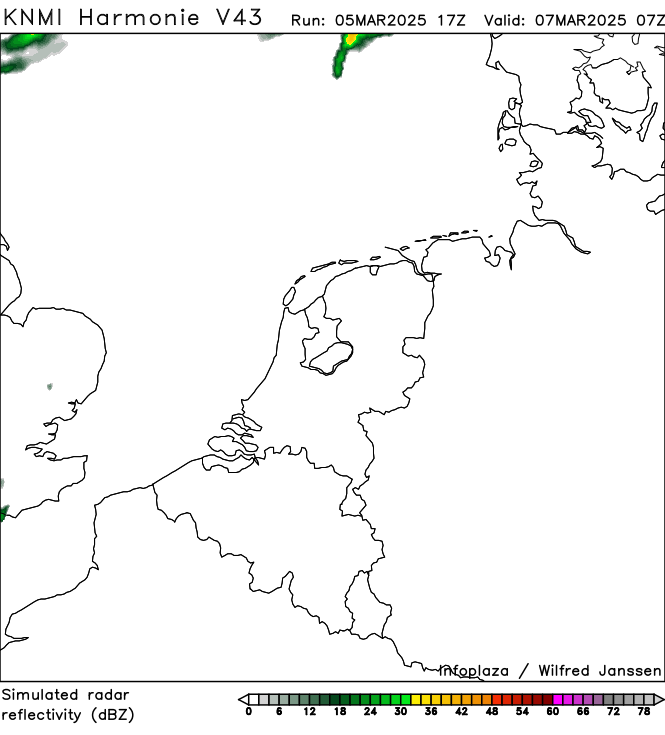 KNMI Harmonie V43 Run: 05MAR2025 17Z Valid: 07MAR2025 07Z
infoplaza / Wilfred Janssen
Simulated radar
reflectivity (dBZ)
0 6 12 18 24 30 36 42 48 54 60 66 72 78